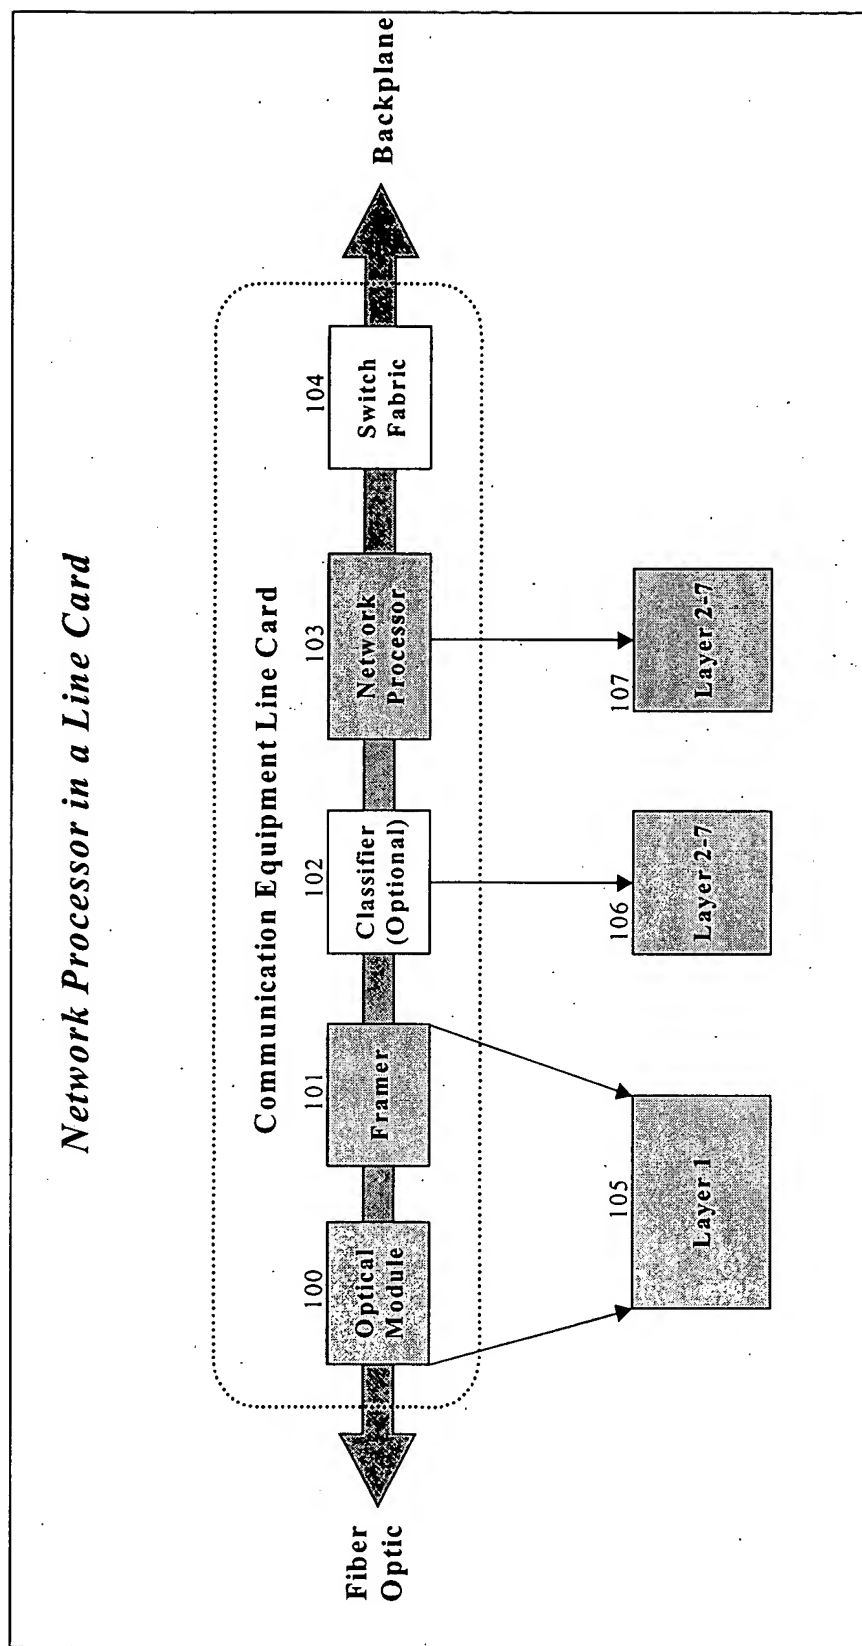 Network Processor in a Line Card
Communication Equipment Line Card
Fiber
Optic
100
Optical
Module
101
Framer
102
Classifier
(Optional)
103
Network
Processor
104
Switch
Fabric
Backplane
105
Layer 1
106
Layer 2-7
107
Layer 2-7